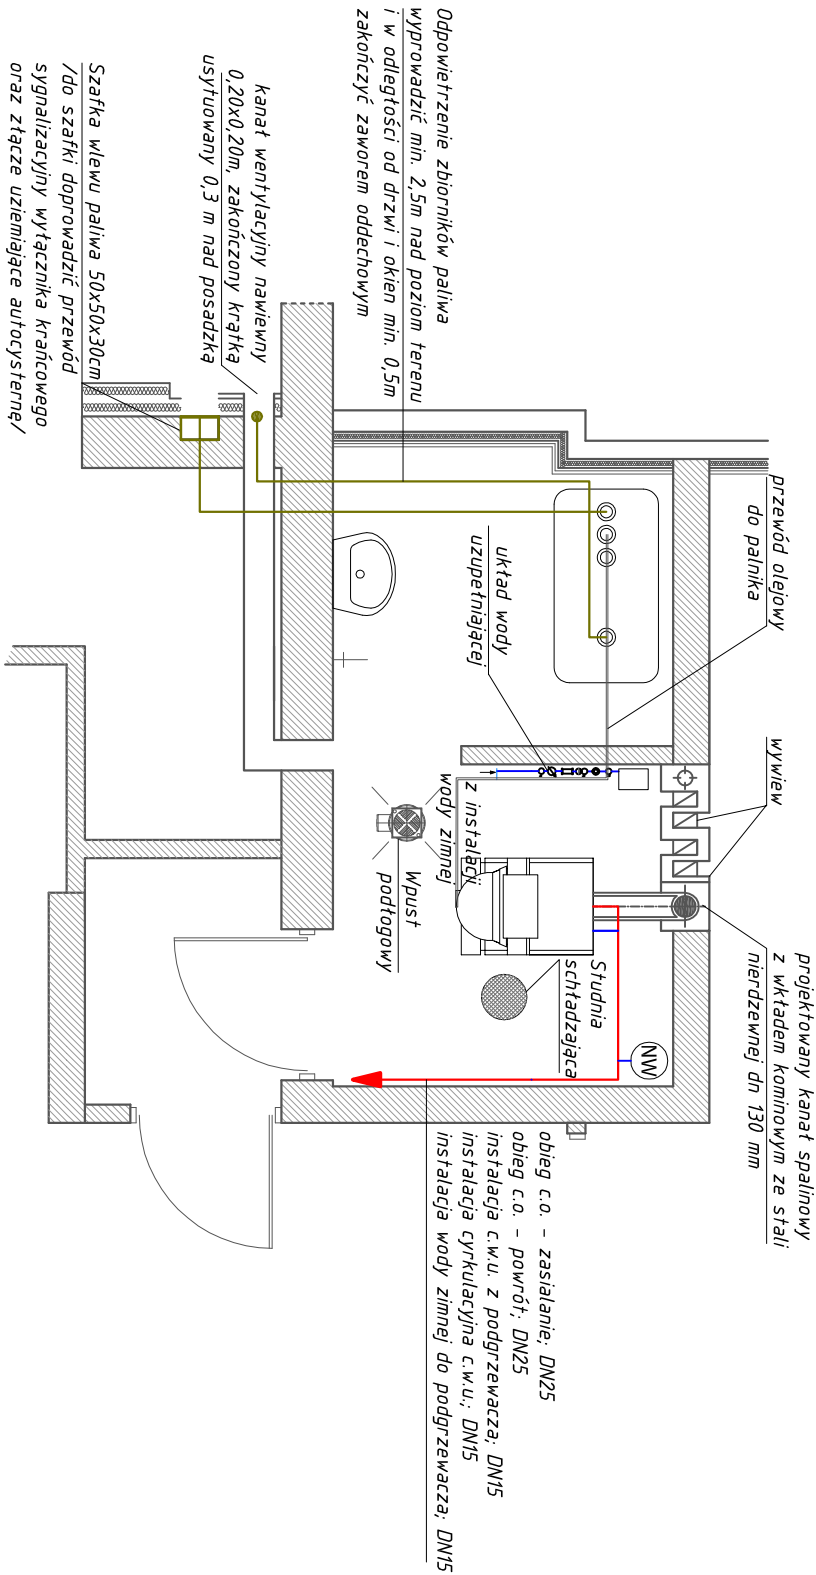 Odpowietrzenie zbiorników paliwa
wyprowadzić min. 2,5m nad poziom terenu
i w odległości od drzwi i okien min. 0,5m
zakończyć zaworem oddechowym
kanał wentylacyjny nawiewny
0,20x0,20m, zakończony kratką
usytuowany 0,3 m nad posadzką
Szafka wlewu paliwa 50x50x30cm
/do szafki doprowadzić przewód
sygnalizacyjny wyłącznika krańcowego
oraz złącze uziemiające autocysternę/
przewód olejowy
do palnika
układ wody
uzupełniającej
wywiew
z instalacji
wody zimnej
Wpust
podłogowy
Studnia
schładzająca
NW
projektowany kanał spalinowy
z wkładem kominowym ze stali
nierdzewnej dn 130 mm
obieg c.o. - zasialanie; DN25
obieg c.o. - powrót; DN25
instalacja c.w.u. z podgrzewacza; DN15
instalacja cyrkulacyjna c.w.u.; DN15
instalacja wody zimnej do podgrzewacza; DN15